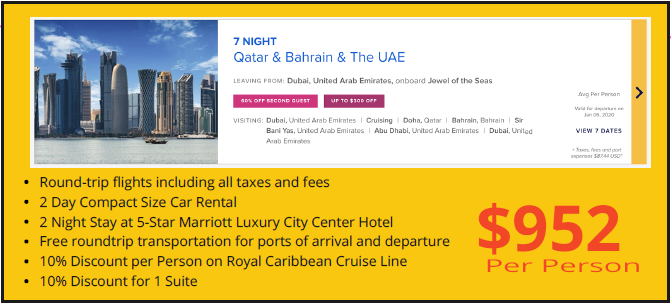 7 NIGHT
Qatar & Bahrain & The UAE
LEAVING FROM: Dubai, United Arab Emirates, onboard Jewel of the Seas
Avg Per Person
60% OFF SECOND GUEST UP TO $300 OFF
Valid for departure on
Jan 09, 2026
VISITING: Dubai, United Arab Emirates | Cruising | Doha, Qatar | Bahrain, Bahrain | Sir
Bani Yas, United Arab Emirates | Abu Dhabi, United Arab Emirates | Dubai, United
Arab Emirates
VIEW 7 DATES
+ Taxes, fees and port
expenses $87.44 USD*
• Round-trip flights including all taxes and fees
• 2 Day Compact Size Car Rental
• 2 Night Stay at 5-Star Marriott Luxury City Center Hotel
• Free roundtrip transportation for ports of arrival and departure
• 10% Discount per Person on Royal Caribbean Cruise Line
• 10% Discount for 1 Suite
$952
Per Person